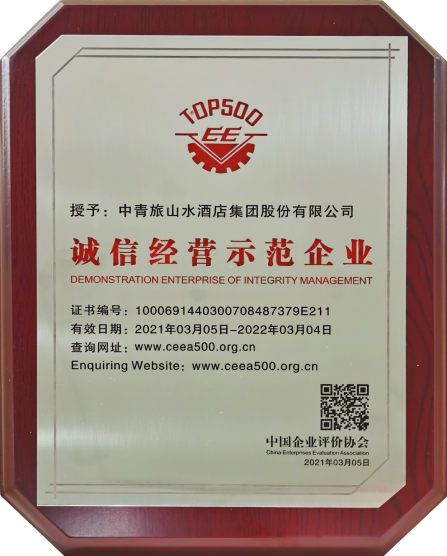 TOP500
EE
授予：中青旅山水酒店集团股份有限公司
诚信经营示范企业
DEMONSTRATION ENTERPRISE OF INTEGRITY MANAGEMENT
证书编号：1000691440300708487379E211
有效日期：2021年03月05日-2022年03月04日
查询网址：www.ceea500.org.cn
Enquiring Website：www.ceea500.org.cn
中国企业评价协会
China Enterprises Evaluation Association
2021年03月05日